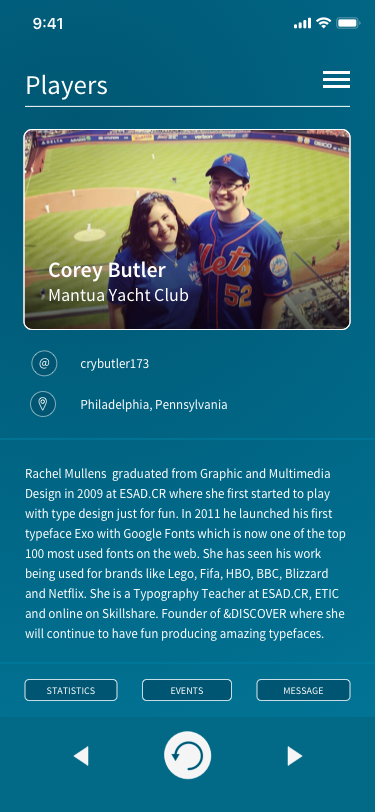 9:41
Players
Corey Butler
Mantua Yacht Club
Mets
52
@ crybutler173
Philadelphia, Pennsylvania
Rachel Mullens graduated from Graphic and Multimedia
Design in 2009 at ESAD.CR where she first started to play
with type design just for fun. In 2011 he launched his first
typeface Exo with Google Fonts which is now one of the top
100 most used fonts on the web. She has seen his work
being used for brands like Lego, Fifa, HBO, BBC, Blizzard
and Netflix. She is a Typography Teacher at ESAD.CR, ETIC
and online on Skillshare. Founder of &DISCOVER where she
will continue to have fun producing amazing typefaces.
STATISTICS EVENTS MESSAGE